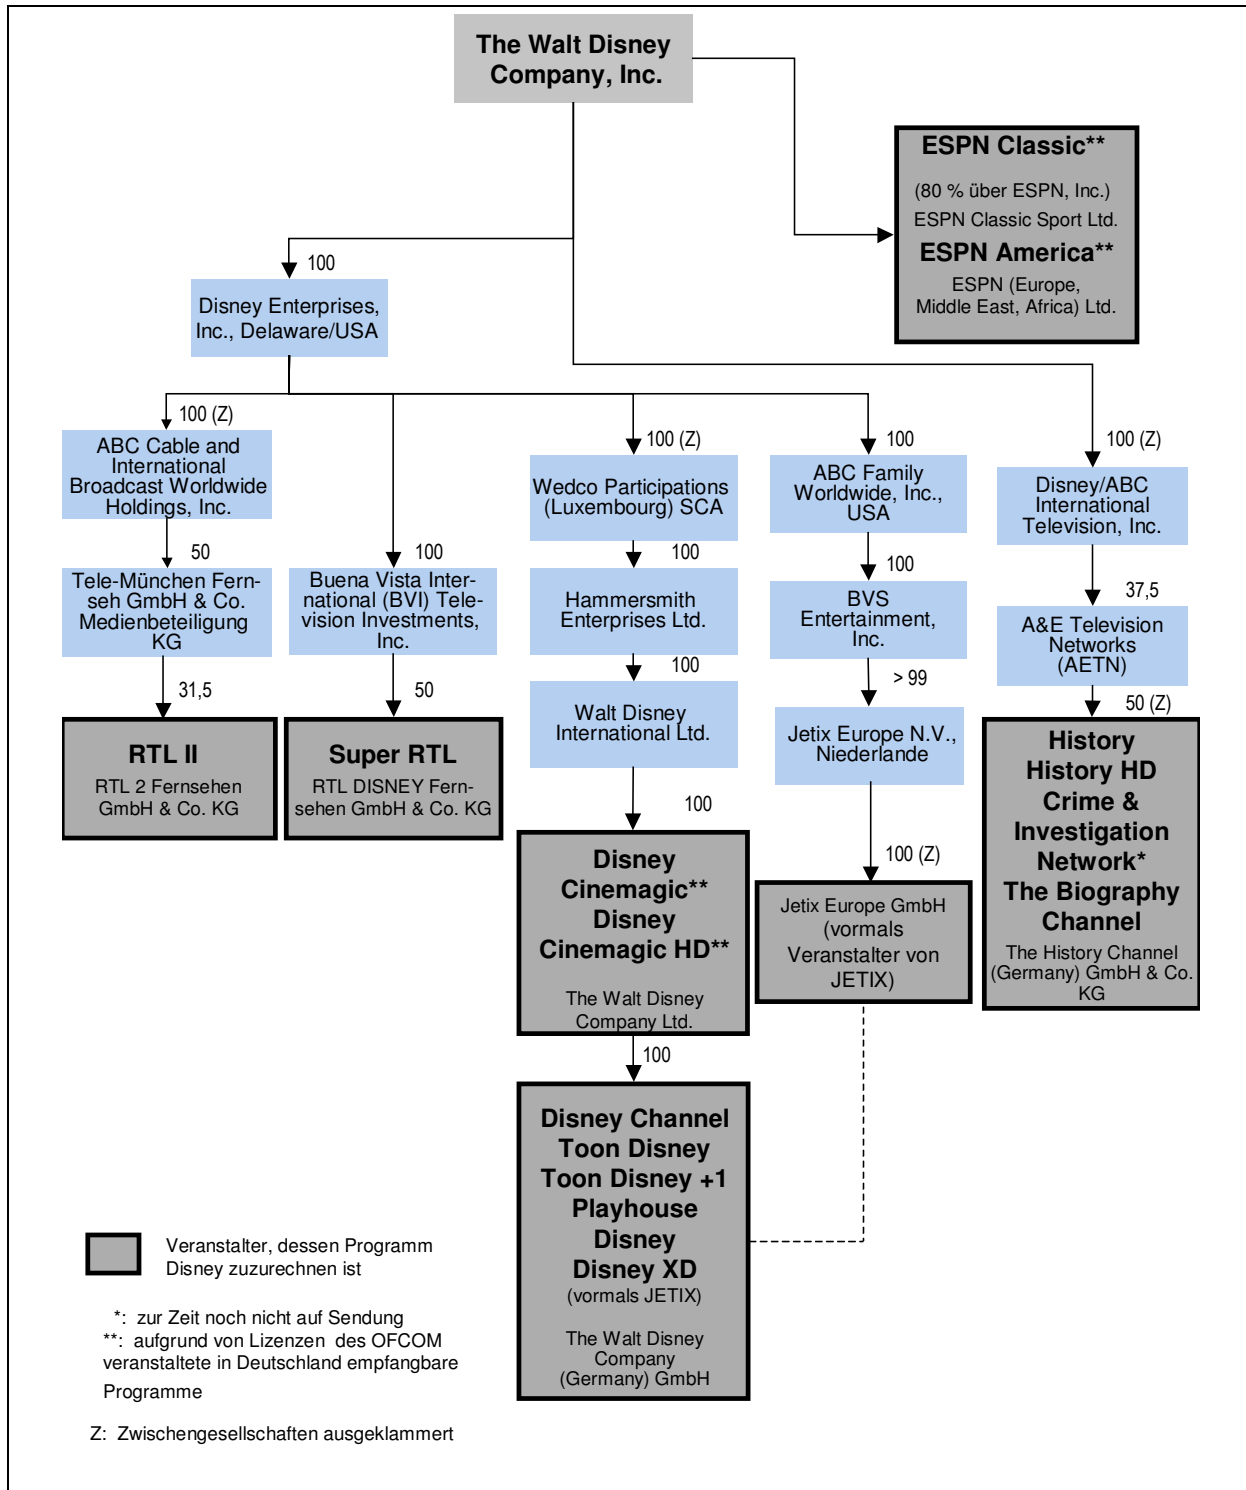 The Walt Disney
Company, Inc.
ESPN Classic**
(80 % über ESPN, Inc.)
ESPN Classic Sport Ltd.
ESPN America**
ESPN (Europe,
Middle East, Africa) Ltd.
100
Disney Enterprises,
Inc., Delaware/USA
100 (Z)
ABC Cable and
International
Broadcast Worldwide
Holdings, Inc.
50
Tele-München Fern-
seh GmbH & Co.
Medienbeteiligung
KG
31,5
RTL II
RTL 2 Fernsehen
GmbH & Co. KG
100
Buena Vista Inter-
national (BVI) Tele-
vision Investments,
Inc.
50
Super RTL
RTL DISNEY Fern-
sehen GmbH & Co. KG
100 (Z)
Wedco Participations
(Luxembourg) SCA
100
Hammersmith
Enterprises Ltd.
100
Walt Disney
International Ltd.
100
Disney
Cinemagic**
Disney
Cinemagic HD**
The Walt Disney
Company Ltd.
100
Disney Channel
Toon Disney
Toon Disney +1
Playhouse
Disney
Disney XD
(vormals JETIX)
The Walt Disney
Company
(Germany) GmbH
100
ABC Family
Worldwide, Inc.,
USA
100
BVS
Entertainment,
Inc.
> 99
Jetix Europe N.V.,
Niederlande
100 (Z)
Jetix Europe GmbH
(vormals
Veranstalter von
JETIX)
100 (Z)
Disney/ABC
International
Television, Inc.
37,5
A&E Television
Networks
(AETN)
50 (Z)
History
History HD
Crime &
Investigation
Network*
The Biography
Channel
The History Channel
(Germany) GmbH & Co.
KG
Veranstalter, dessen Programm
Disney zuzurechnen ist
*: zur Zeit noch nicht auf Sendung
**: aufgrund von Lizenzen des OFCOM
veranstaltete in Deutschland empfangbare
Programme
Z: Zwischengesellschaften ausgeklammert